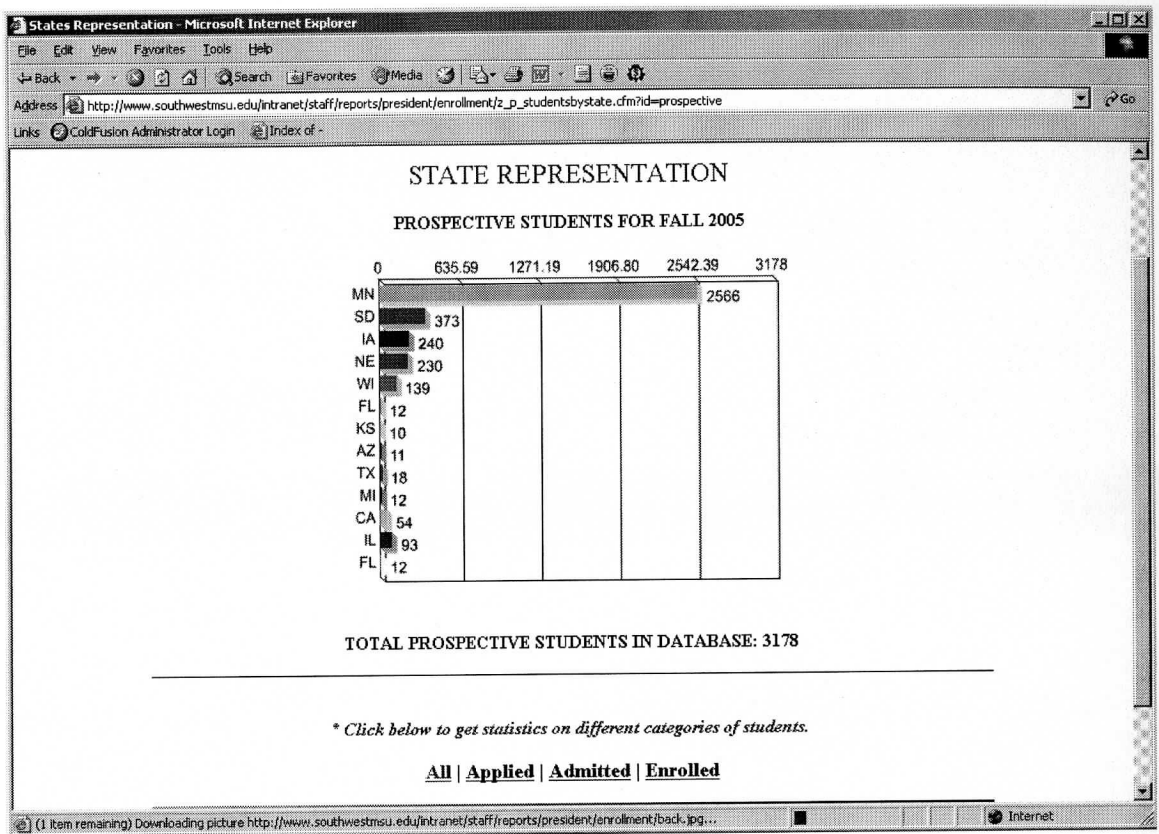 States Representation - Microsoft Internet Explorer
File Edit View Favorites Tools Help
Back Search Favorites Media
Address http://www.southwestmsu.edu/intranet/staff/reports/president/enrollment/z_p_studentsbystate.cfm?id=prospective Go
Links ColdFusion Administrator Login Index of -
STATE REPRESENTATION
PROSPECTIVE STUDENTS FOR FALL 2005
0 635.59 1271.19 1906.80 2542.39 3178
MN 2566
SD 373
IA 240
NE 230
WI 139
FL 12
KS 10
AZ 11
TX 18
MI 12
CA 54
IL 93
FL 12
TOTAL PROSPECTIVE STUDENTS IN DATABASE: 3178
* Click below to get statistics on different categories of students.
All | Applied | Admitted | Enrolled
(1 item remaining) Downloading picture http://www.southwestmsu.edu/intranet/staff/reports/president/enrollment/back.jpg... Internet